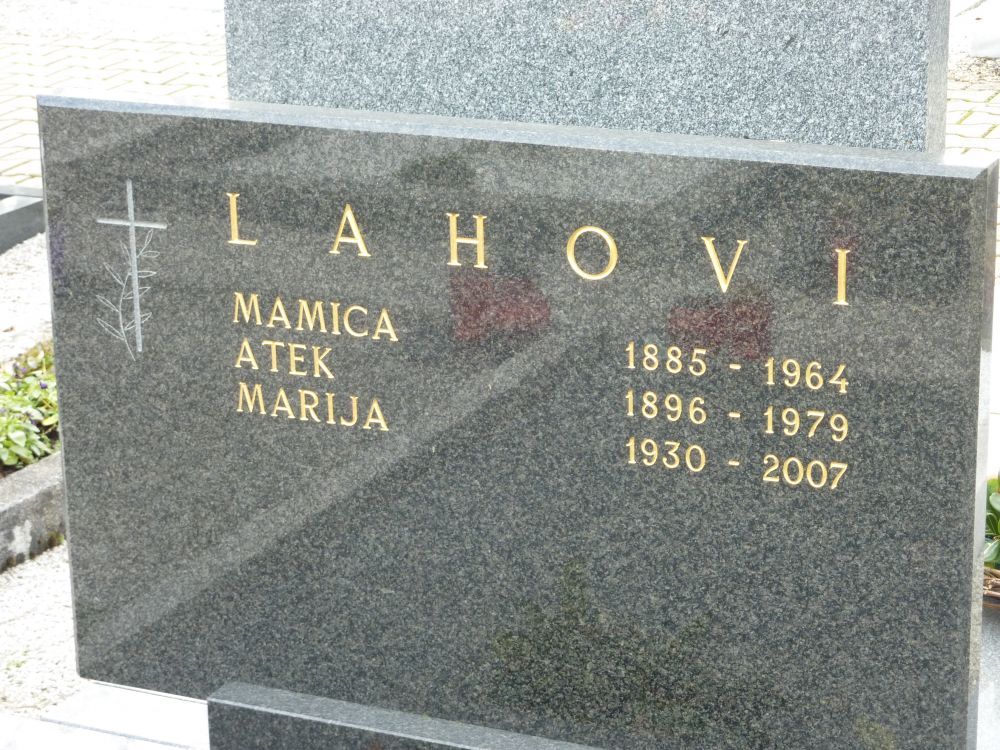 LAHOVI
MAMICA 1885 - 1964
ATEK 1896 - 1979
MARIJA 1930 - 2007